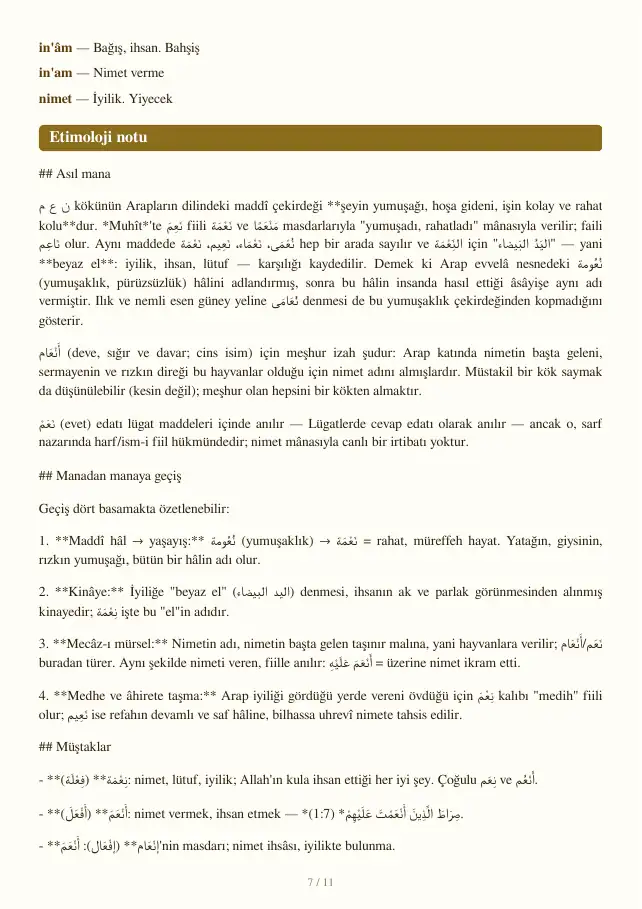 in'âm — Bağış, ihsan. Bahşiş
in'am — Nimet verme
nimet — İyilik. Yiyecek
Etimoloji notu
## Asıl mana
ن ع م kökünün Arapların dilindeki maddî çekirdeği **şeyin yumuşağı, hoşa gideni, işin kolay ve rahat
kolu**dur. *Muhît*'te نَعِمَ fiili نَعْمَة ve مَنْعَمًا masdarlarıyla "yumuşadı, rahatladı" mânasıyla verilir; faili
نَاعِم olur. Aynı maddede نُعْمَى، نَعْمَاء، نَعِيم، نَعْمَة hep bir arada sayılır ve النِّعْمَة için "اليَدُ البَيضَاء" — yani
**beyaz el**: iyilik, ihsan, lütuf — karşılığı kaydedilir. Demek ki Arap evvelâ nesnedeki نُعُومة
(yumuşaklık, pürüzsüzlük) hâlini adlandırmış, sonra bu hâlin insanda hasıl ettiği âsâyişe aynı adı
vermiştir. Ilık ve nemli esen güney yeline نُعَامَى denmesi de bu yumuşaklık çekirdeğinden kopmadığını
gösterir.
أَنْعَام (deve, sığır ve davar; cins isim) için meşhur izah şudur: Arap katında nimetin başta geleni,
sermayenin ve rızkın direği bu hayvanlar olduğu için nimet adını almışlardır. Müstakil bir kök saymak
da düşünülebilir (kesin değil); meşhur olan hepsini bir kökten almaktır.
نَعَمْ (evet) edatı lügat maddeleri içinde anılır — Lügatlerde cevap edatı olarak anılır — ancak o, sarf
nazarında harf/ism-i fiil hükmündedir; nimet mânasıyla canlı bir irtibatı yoktur.
## Manadan manaya geçiş
Geçiş dört basamakta özetlenebilir:
1. **Maddî hâl → yaşayış:** نُعُومة (yumuşaklık) → نَعْمَة = rahat, müreffeh hayat. Yatağın, giysinin,
rızkın yumuşağı, bütün bir hâlin adı olur.
2. **Kinâye:** İyiliğe "beyaz el" (اليد البيضاء) denmesi, ihsanın ak ve parlak görünmesinden alınmış
kinayedir; نِعْمَة işte bu "el"in adıdır.
3. **Mecâz-ı mürsel:** Nimetin adı, nimetin başta gelen taşınır malına, yani hayvanlara verilir; نَعَم/أَنْعَام
buradan türer. Aynı şekilde nimeti veren, fiille anılır: أَنْعَمَ عَلَيْهِ = üzerine nimet ikram etti.
4. **Medhe ve âhirete taşma:** Arap iyiliği gördüğü yerde vereni övdüğü için نِعْمَ kalıbı "medih" fiili
olur; نَعِيم ise refahın devamlı ve saf hâline, bilhassa uhrevî nimete tahsis edilir.
## Müştaklar
- **نِعْمَة** (فِعْلَة): nimet, lütuf, iyilik; Allah'ın kula ihsan ettiği her iyi şey. Çoğulu نِعَم ve أَنْعُم.
- **أَنْعَمَ** (أَفْعَلَ): nimet vermek, ihsan etmek — *صِرَاطَ الَّذِينَ أَنْعَمْتَ عَلَيْهِمْ* (1:7).
- **إِنْعَام** (إِفْعَال): أَنْعَمَ'nin masdarı; nimet ihsâsı, iyilikte bulunma.
7 / 11